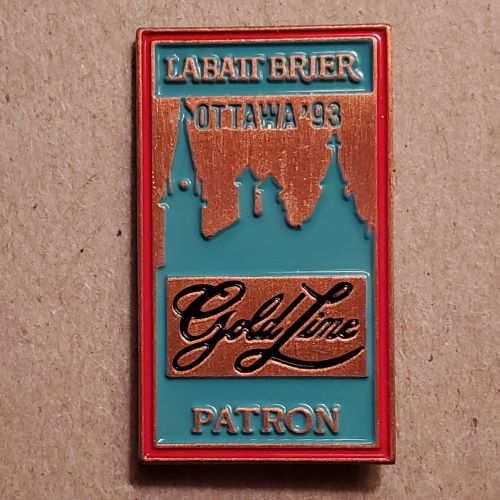 LABATT BRIER
OTTAWA '93
Gold Line
PATRON